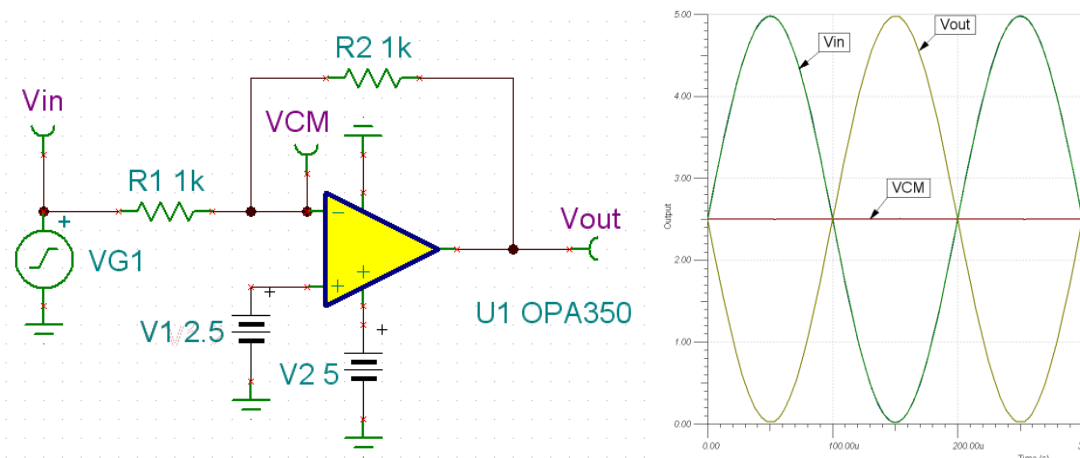 R2 1k
Vin
VCM
R1 1k
VG1
Vout
U1 OPA350
V1 2.5
V2 5
5.00
4.00
3.00
2.00
1.00
0.00
Output
Vin
Vout
VCM
0.00
100.00u
200.00u
Time (s)